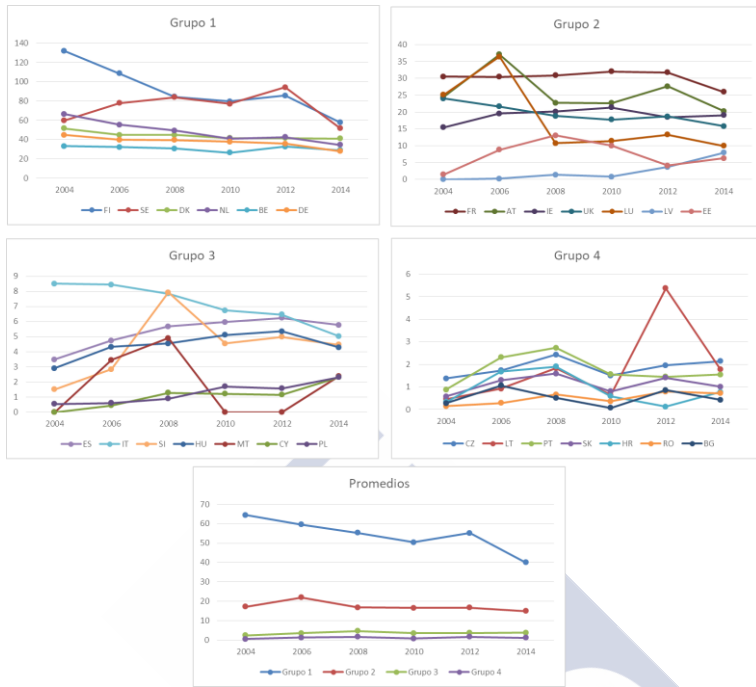 Grupo 1
140
120
100
80
60
40
20
0
2004 2006 2008 2010 2012 2014
FI SE DK NL BE DE
Grupo 2
40
35
30
25
20
15
10
5
0
2004 2006 2008 2010 2012 2014
FR AT IE UK LU LV EE
Grupo 3
9
8
7
6
5
4
3
2
1
0
2004 2006 2008 2010 2012 2014
ES IT SI HU MT CY PL
Grupo 4
6
5
4
3
2
1
0
2004 2006 2008 2010 2012 2014
CZ LT PT SK HR RO BG
Promedios
70
60
50
40
30
20
10
0
2004 2006 2008 2010 2012 2014
Grupo 1 Grupo 2 Grupo 3 Grupo 4